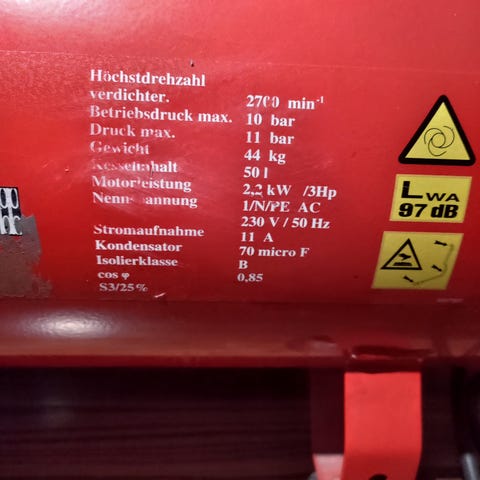 Höchstdrehzahl
verdichter. 2700 min⁻¹
Betriebsdruck max. 10 bar
Druck max. 11 bar
Gewicht 44 kg
50 l
Motorleistung 2,2 kW /3Hp
1/N/PE AC
230 V / 50 Hz
Stromaufnahme 11 A
Kondensator 70 micro F
Isolierklasse B
cos φ 0,85
S3/25%
LWA
97 dB